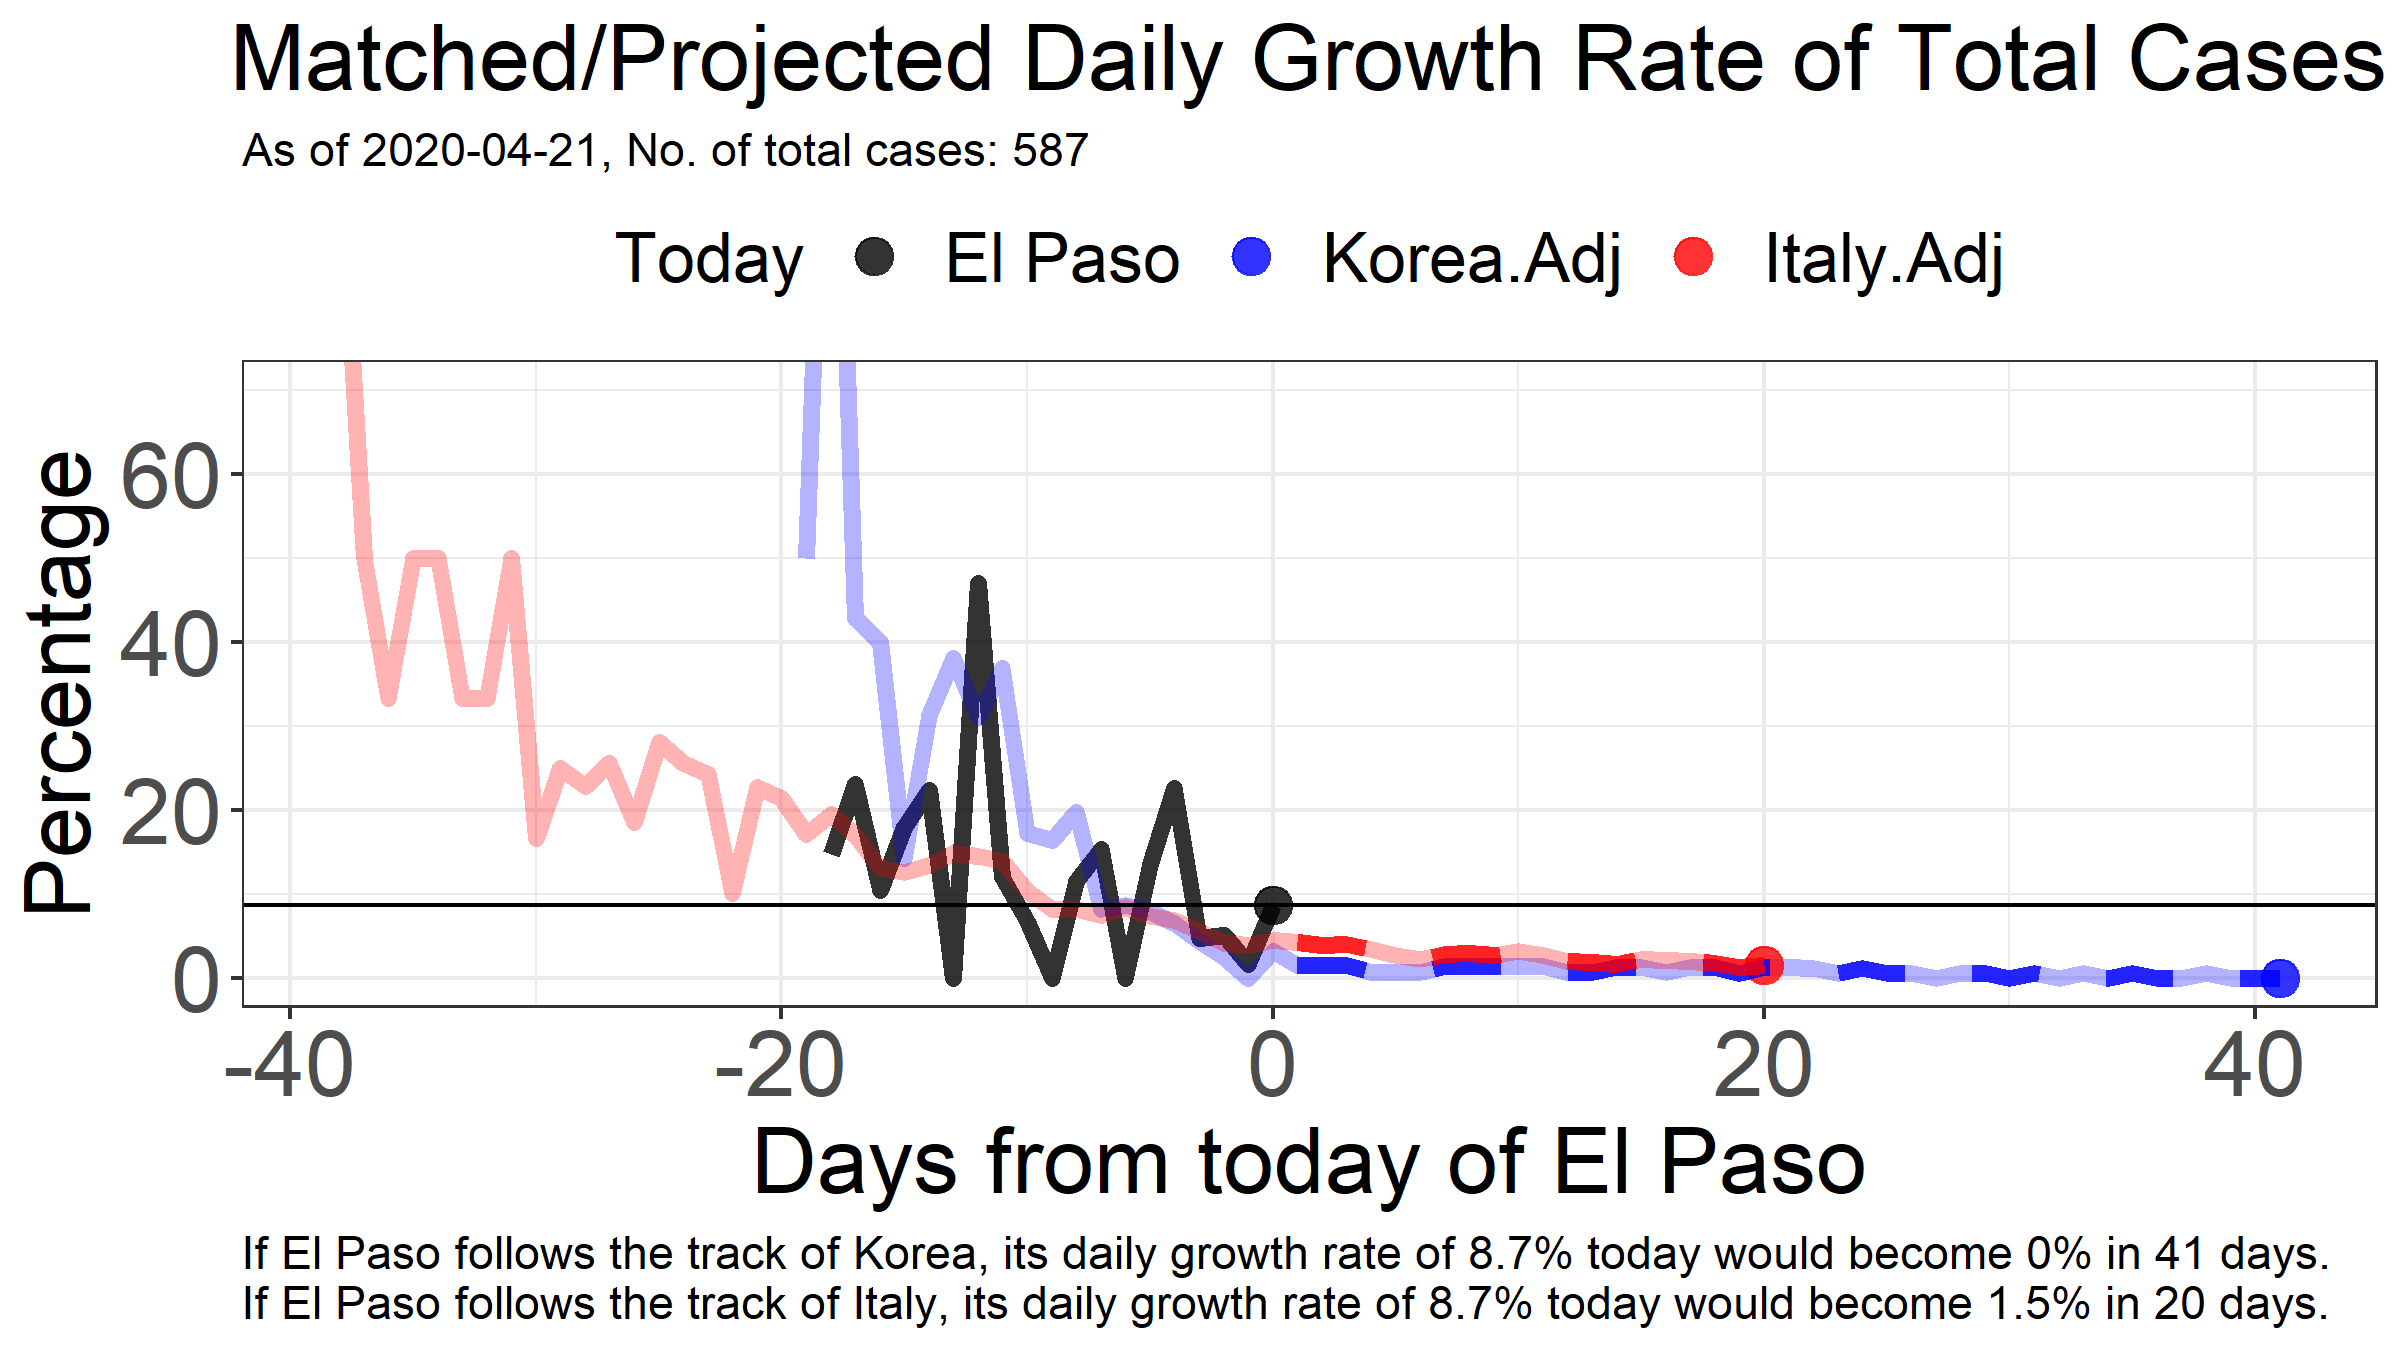 Matched/Projected Daily Growth Rate of Total Cases
As of 2020-04-21, No. of total cases: 587
Today El Paso Korea.Adj Italy.Adj
Percentage
60
40
20
0
-40 -20 0 20 40
Days from today of El Paso
If El Paso follows the track of Korea, its daily growth rate of 8.7% today would become 0% in 41 days.
If El Paso follows the track of Italy, its daily growth rate of 8.7% today would become 1.5% in 20 days.